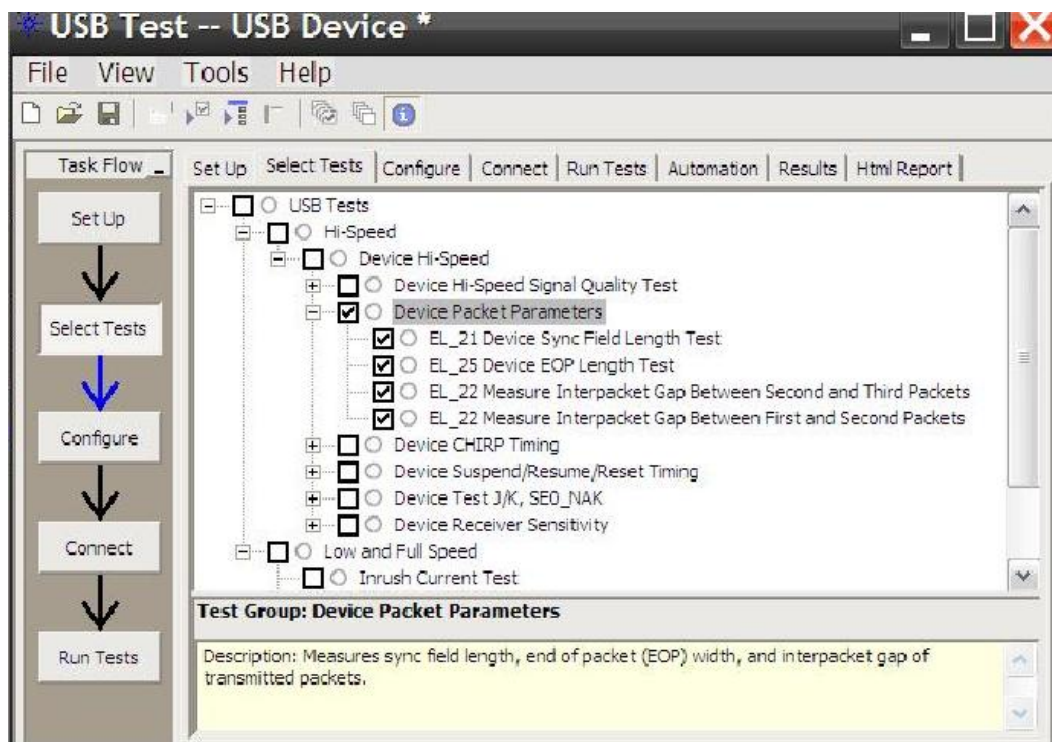 USB Test -- USB Device *
File View Tools Help
Task Flow
Set Up
Select Tests
Configure
Connect
Run Tests
Set Up Select Tests Configure Connect Run Tests Automation Results Html Report
USB Tests
Hi-Speed
Device Hi-Speed
Device Hi-Speed Signal Quality Test
Device Packet Parameters
EL_21 Device Sync Field Length Test
EL_25 Device EOP Length Test
EL_22 Measure Interpacket Gap Between Second and Third Packets
EL_22 Measure Interpacket Gap Between First and Second Packets
Device CHIRP Timing
Device Suspend/Resume/Reset Timing
Device Test J/K, SE0_NAK
Device Receiver Sensitivity
Low and Full Speed
Inrush Current Test
Test Group: Device Packet Parameters
Description: Measures sync field length, end of packet (EOP) width, and interpacket gap of
transmitted packets.